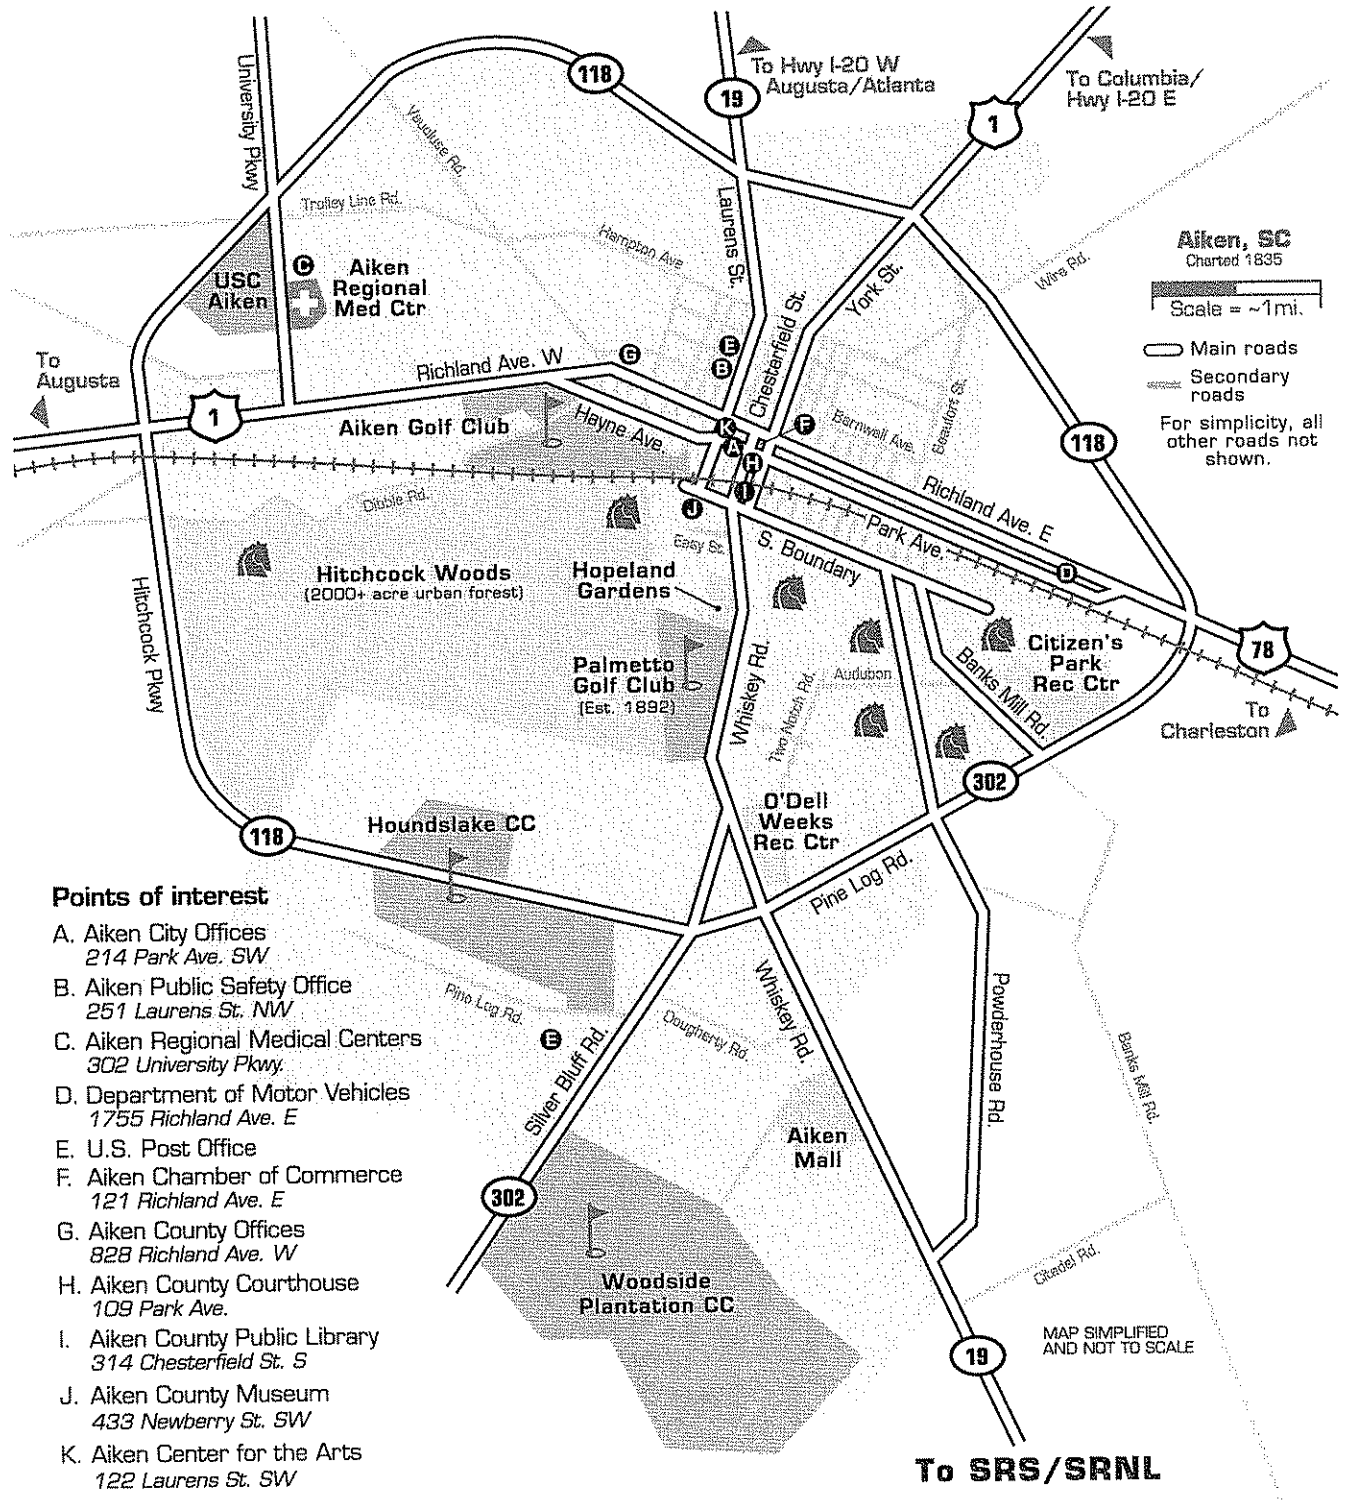 118
To Hwy I-20 W
Augusta/Atlanta
19
To Columbia/
Hwy I-20 E
1
University Pkwy
Vaucluse Rd.
Trolley Line Rd.
Hampton Ave
Laurens St.
Chesterfield St.
York St.
Wire Rd.
Aiken, SC
Charted 1835
Scale = ~1mi.
Main roads
Secondary
roads
For simplicity, all
other roads not
shown.
USC
Aiken
C
Aiken
Regional
Med Ctr
To
Augusta
1
Richland Ave. W
G
E
B
Aiken Golf Club
Hayne Ave.
K
A
D
F
H
I
J
Barnwell Ave.
Beaufort St.
118
Richland Ave. E
Park Ave.
D
Dibble Rd.
Easy St.
S. Boundary
Hitchcock Woods
(2000+ acre urban forest)
Hopeland
Gardens
Hitchcock Pkwy
Palmetto
Golf Club
(Est. 1892)
Whiskey Rd.
Two Notch Rd.
Audubon
Banks Mill Rd.
Citizen's
Park
Rec Ctr
78
To
Charleston
302
O'Dell
Weeks
Rec Ctr
Pine Log Rd.
118
Houndslake CC
Points of interest
A. Aiken City Offices
214 Park Ave. SW
B. Aiken Public Safety Office
251 Laurens St. NW
C. Aiken Regional Medical Centers
302 University Pkwy.
D. Department of Motor Vehicles
1755 Richland Ave. E
E. U.S. Post Office
F. Aiken Chamber of Commerce
121 Richland Ave. E
G. Aiken County Offices
828 Richland Ave. W
H. Aiken County Courthouse
109 Park Ave.
I. Aiken County Public Library
314 Chesterfield St. S
J. Aiken County Museum
433 Newberry St. SW
K. Aiken Center for the Arts
122 Laurens St. SW
Pine Log Rd.
E
Silver Bluff Rd.
Dougherty Rd.
Whiskey Rd.
Powderhouse Rd.
Banks Mill Rd.
Aiken
Mall
302
Woodside
Plantation CC
Citadel Rd.
19
MAP SIMPLIFIED
AND NOT TO SCALE
To SRS/SRNL